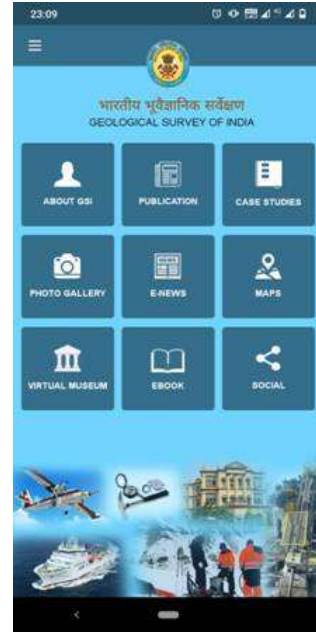 23:09
भारतीय भूवैज्ञानिक सर्वेक्षण
GEOLOGICAL SURVEY OF INDIA
ABOUT GSI
PUBLICATION
CASE STUDIES
PHOTO GALLERY
E-NEWS
MAPS
VIRTUAL MUSEUM
EBOOK
SOCIAL